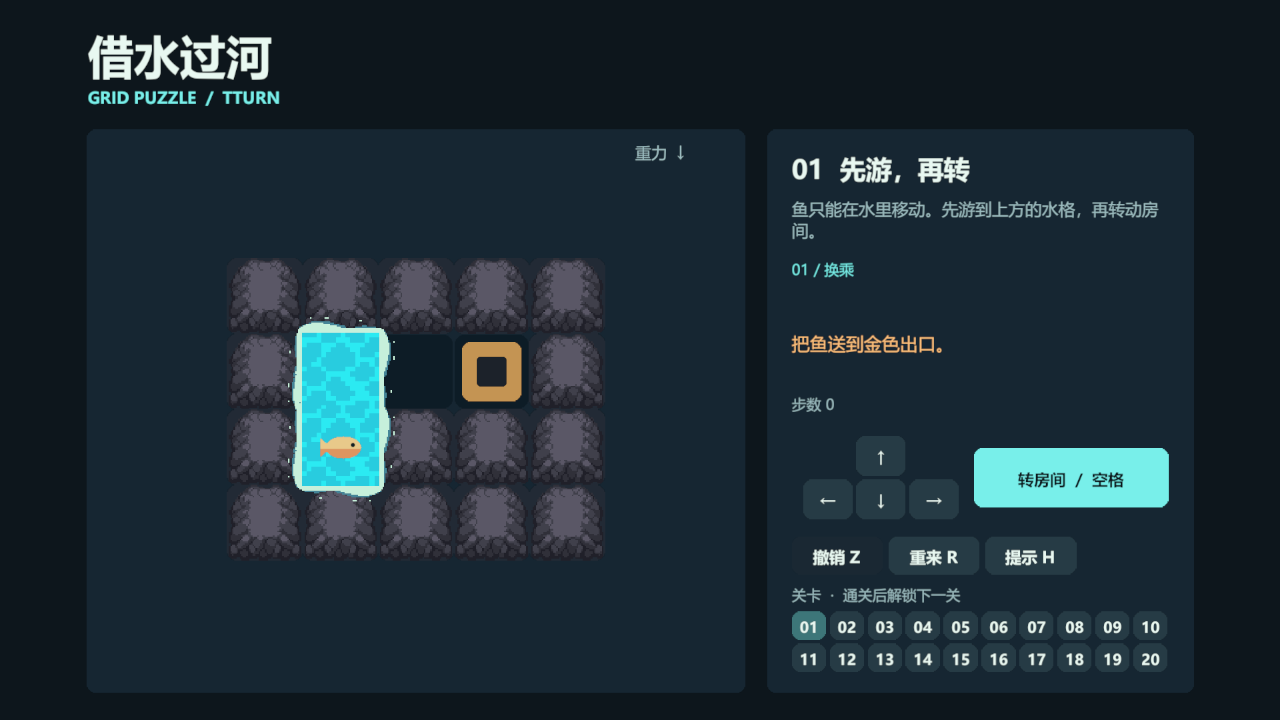 借水过河
GRID PUZZLE / TTURN
重力 ↓
01 先游，再转
鱼只能在水里移动。先游到上方的水格，再转动房
间。
01 / 换乘
把鱼送到金色出口。
步数 0
↑
← ↓ →
转房间 / 空格
撤销 Z 重来 R 提示 H
关卡 · 通关后解锁下一关
01 02 03 04 05 06 07 08 09 10
11 12 13 14 15 16 17 18 19 20